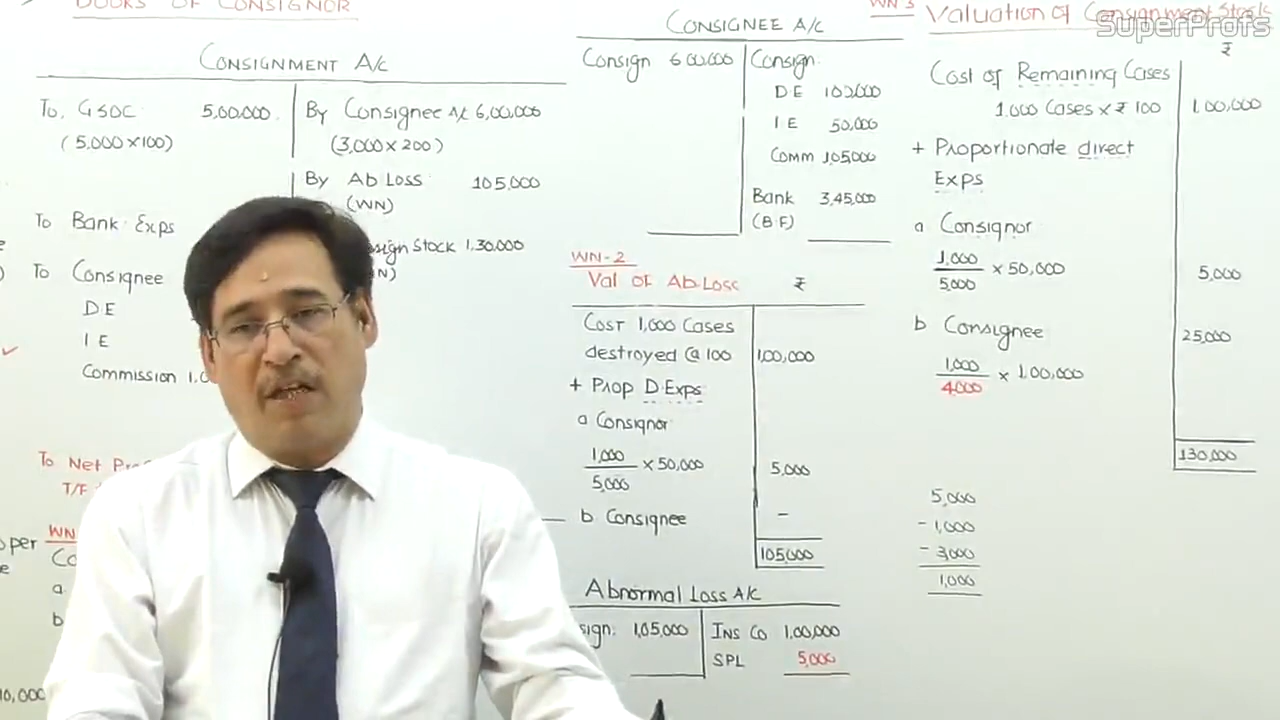 BOOKS OF CONSIGNOR
CONSIGNMENT A/c
To, GSOC 5,00,000. By Consignee A/c 6,00,000
(5,000×100) (3,000 × 200)
By Ab Loss 105,000
(WN)
To Bank Exps
sign Stock 1,30,000
N)
To Consignee
DE
IE
Commission 1,0
To Net Pro
T/F
per WN
Co
a
b
10,000
CONSIGNEE A/c
Consign 6,00,000 Consign.
DE 1,00,000
IE 50,000
Comm 1,05,000
Bank 3,45,000
(B F)
WN-2
Val of Ab Loss ₹
Cost 1,000 Cases
destroyed @ 100 1,00,000
+ Prop D. Exps
a Consignor
1,000
5,000 × 50,000 5,000
b Consignee -
105,000
Abnormal Loss A/c
sign. 1,05,000 INS Co 1,00,000
SPL 5,000
WN 3 Valuation of Consignment Stock
SuperProfs
₹
Cost of Remaining Cases
1,000 Cases × ₹ 100 1,00,000
+ Proportionate direct
Exps
a Consignor
1,000
5,000 × 50,000 5,000
b Consignee 25,000
1,000
4,000 × 1,00,000
130,000
5,000
- 1,000
- 3,000
1,000